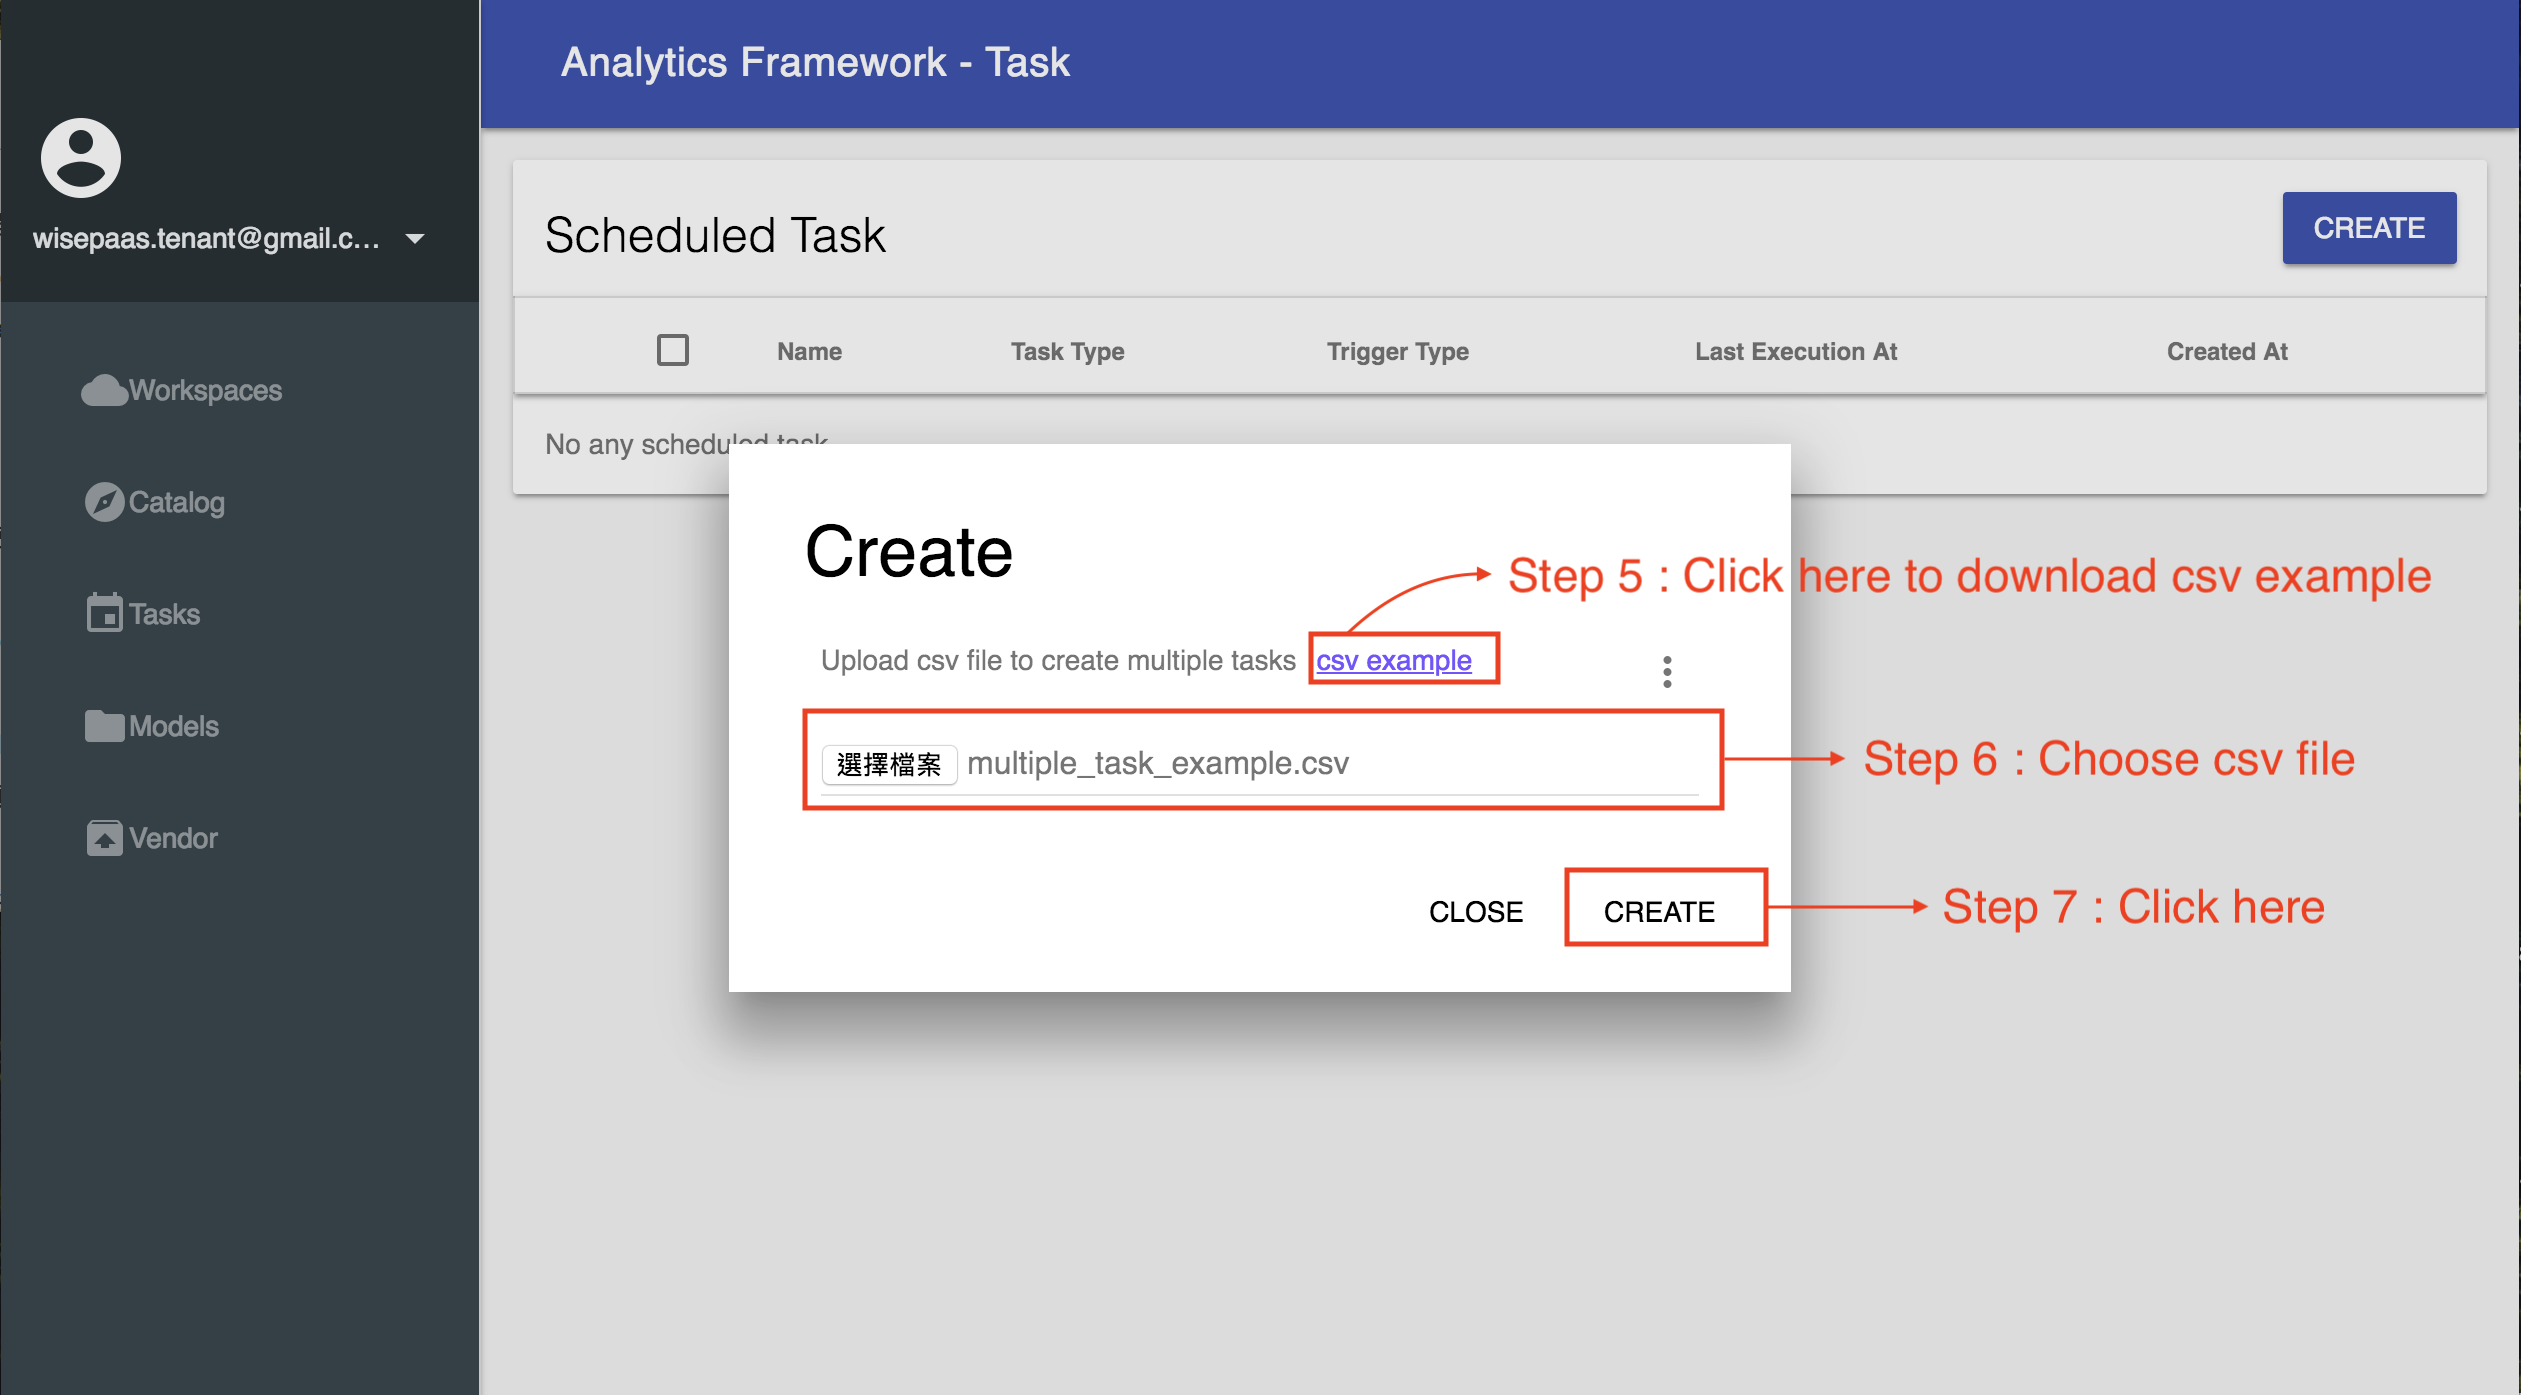 Analytics Framework - Task
wisepaas.tenant@gmail.c...
Workspaces
Catalog
Tasks
Models
Vendor
Scheduled Task
CREATE
Name Task Type Trigger Type Last Execution At Created At
No any scheduled task
Create
Step 5 : Click here to download csv example
Upload csv file to create multiple tasks csv example
選擇檔案 multiple_task_example.csv
Step 6 : Choose csv file
CLOSE CREATE
Step 7 : Click here